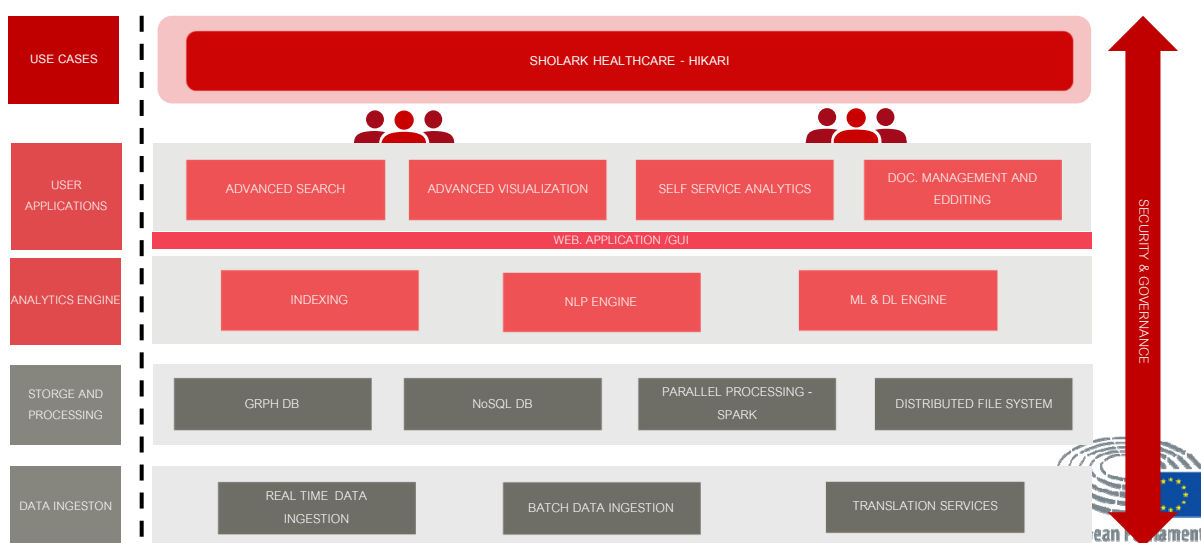 USE CASES
SHOLARK HEALTHCARE - HIKARI
USER
APPLICATIONS
ADVANCED SEARCH
ADVANCED VISUALIZATION
SELF SERVICE ANALYTICS
DOC. MANAGEMENT AND
EDDITING
WEB. APPLICATION /GUI
ANALYTICS ENGINE
INDEXING
NLP ENGINE
ML & DL ENGINE
STORGE AND
PROCESSING
GRPH DB
NoSQL DB
PARALLEL PROCESSING -
SPARK
DISTRIBUTED FILE SYSTEM
DATA INGESTON
REAL TIME DATA
INGESTION
BATCH DATA INGESTION
TRANSLATION SERVICES
SECURITY & GOVERNANCE